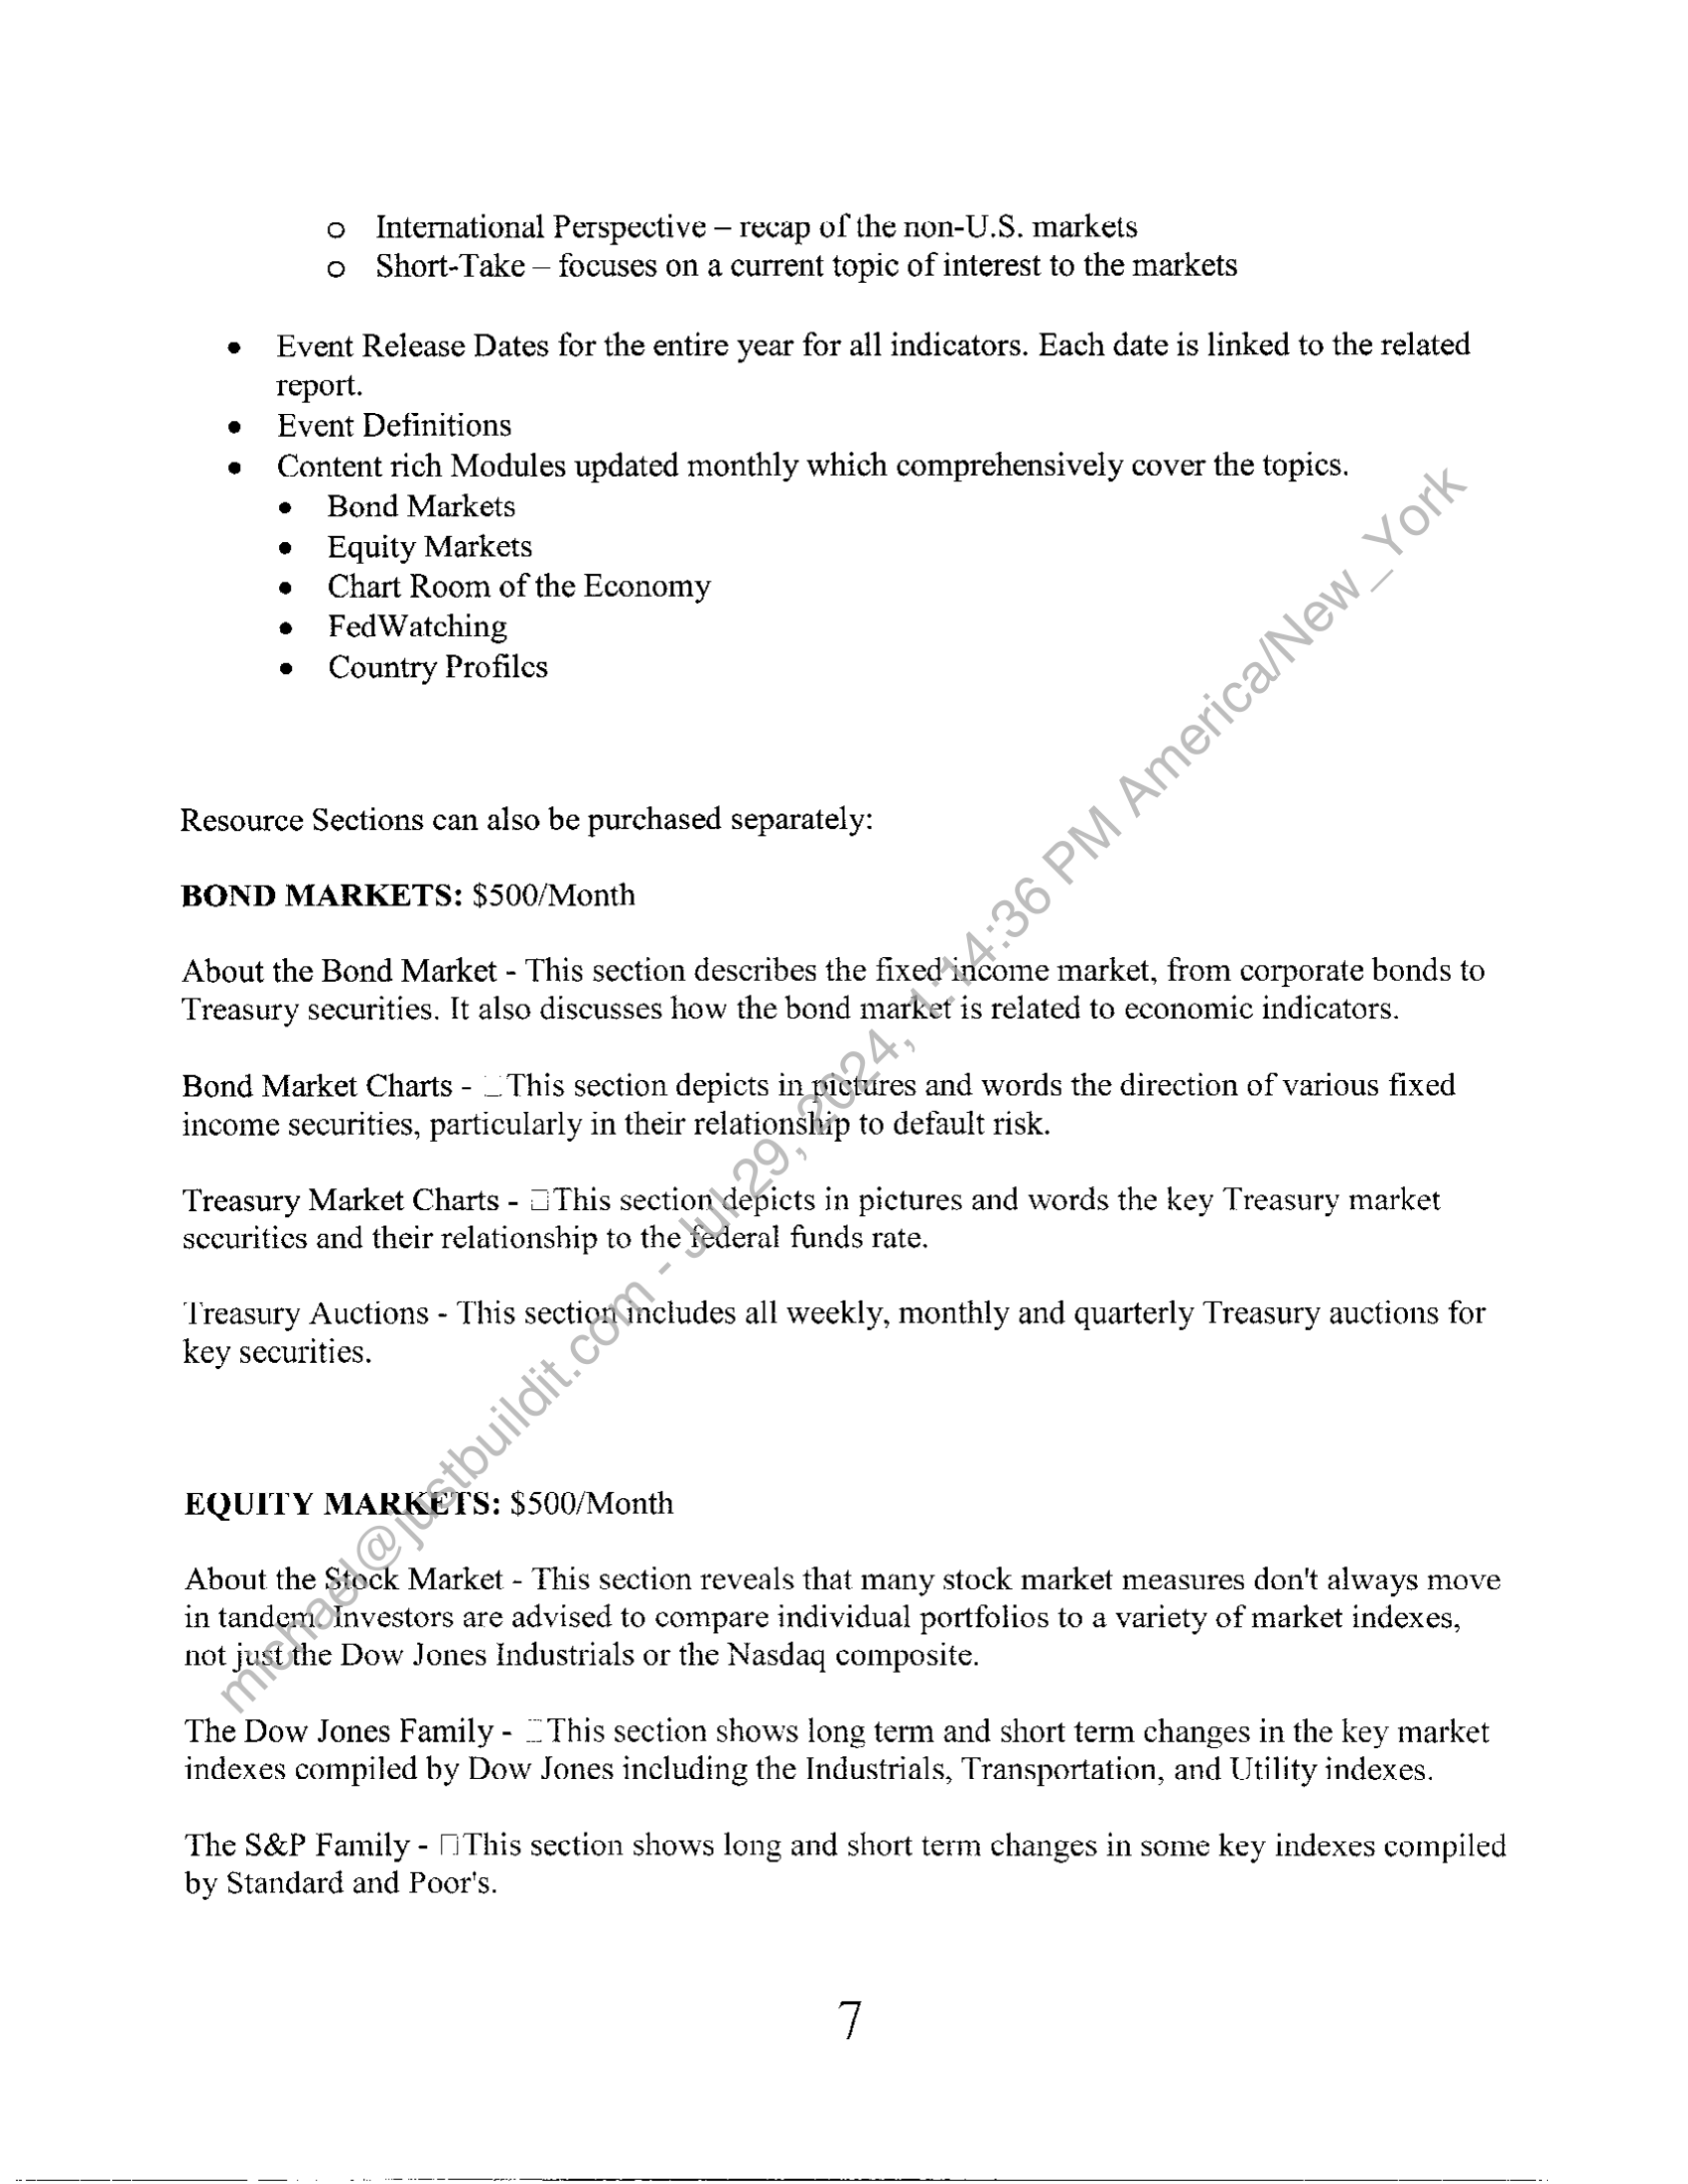 o International Perspective – recap of the non-U.S. markets
o Short-Take – focuses on a current topic of interest to the markets
• Event Release Dates for the entire year for all indicators. Each date is linked to the related
report.
• Event Definitions
• Content rich Modules updated monthly which comprehensively cover the topics.
• Bond Markets
• Equity Markets
• Chart Room of the Economy
• FedWatching
• Country Profiles
Resource Sections can also be purchased separately:
BOND MARKETS: $500/Month
About the Bond Market - This section describes the fixed income market, from corporate bonds to
Treasury securities. It also discusses how the bond market is related to economic indicators.
Bond Market Charts - □This section depicts in pictures and words the direction of various fixed
income securities, particularly in their relationship to default risk.
Treasury Market Charts - □This section depicts in pictures and words the key Treasury market
securities and their relationship to the federal funds rate.
Treasury Auctions - This section includes all weekly, monthly and quarterly Treasury auctions for
key securities.
EQUITY MARKETS: $500/Month
About the Stock Market - This section reveals that many stock market measures don't always move
in tandem. Investors are advised to compare individual portfolios to a variety of market indexes,
not just the Dow Jones Industrials or the Nasdaq composite.
The Dow Jones Family - □This section shows long term and short term changes in the key market
indexes compiled by Dow Jones including the Industrials, Transportation, and Utility indexes.
The S&P Family - □This section shows long and short term changes in some key indexes compiled
by Standard and Poor's.
7
michael@justbuildit.com - Jul 29, 2024, 1:14:36 PM America/New_York